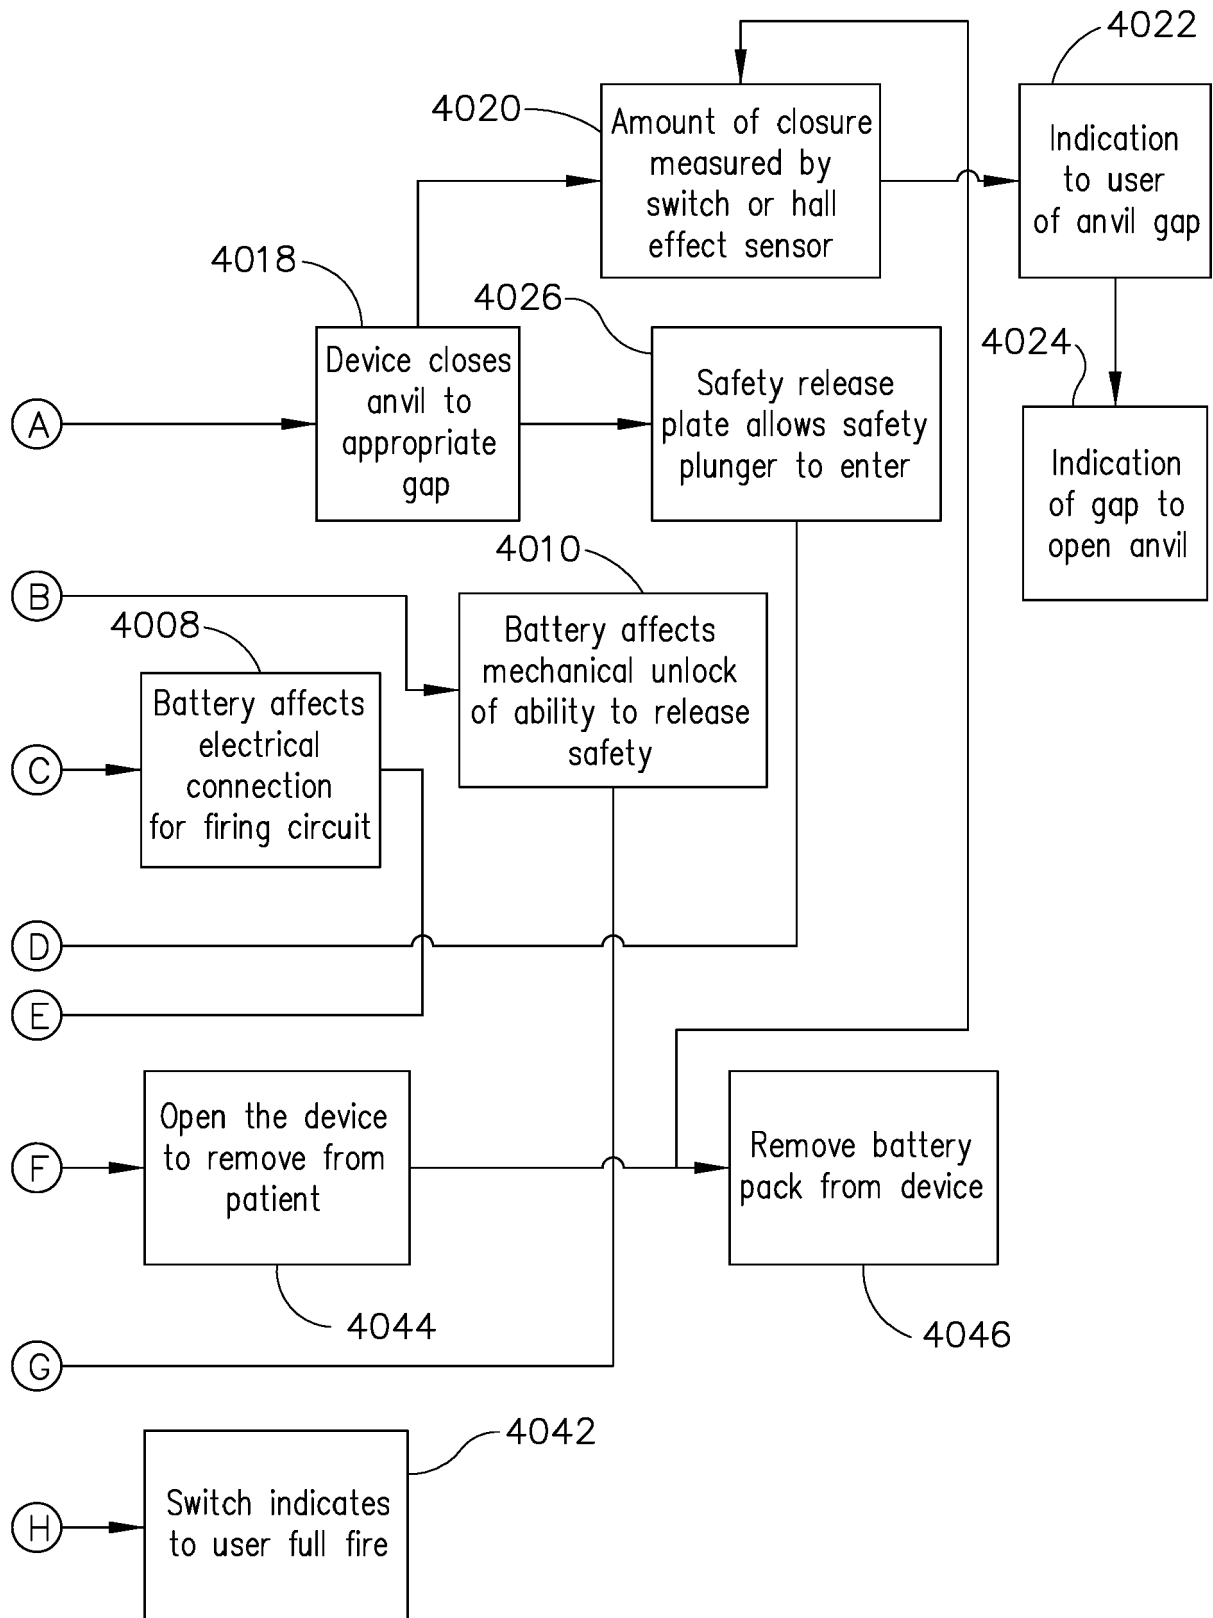 4022
4020
Amount of closure
measured by
switch or hall
effect sensor
Indication
to user
of anvil gap
4018
4026
4024
A
Device closes
anvil to
appropriate
gap
Safety release
plate allows safety
plunger to enter
Indication
of gap to
open anvil
4010
B
4008
Battery affects
mechanical unlock
of ability to release
safety
C
Battery affects
electrical
connection
for firing circuit
D
E
F
Open the device
to remove from
patient
Remove battery
pack from device
4044
4046
G
4042
H
Switch indicates
to user full fire